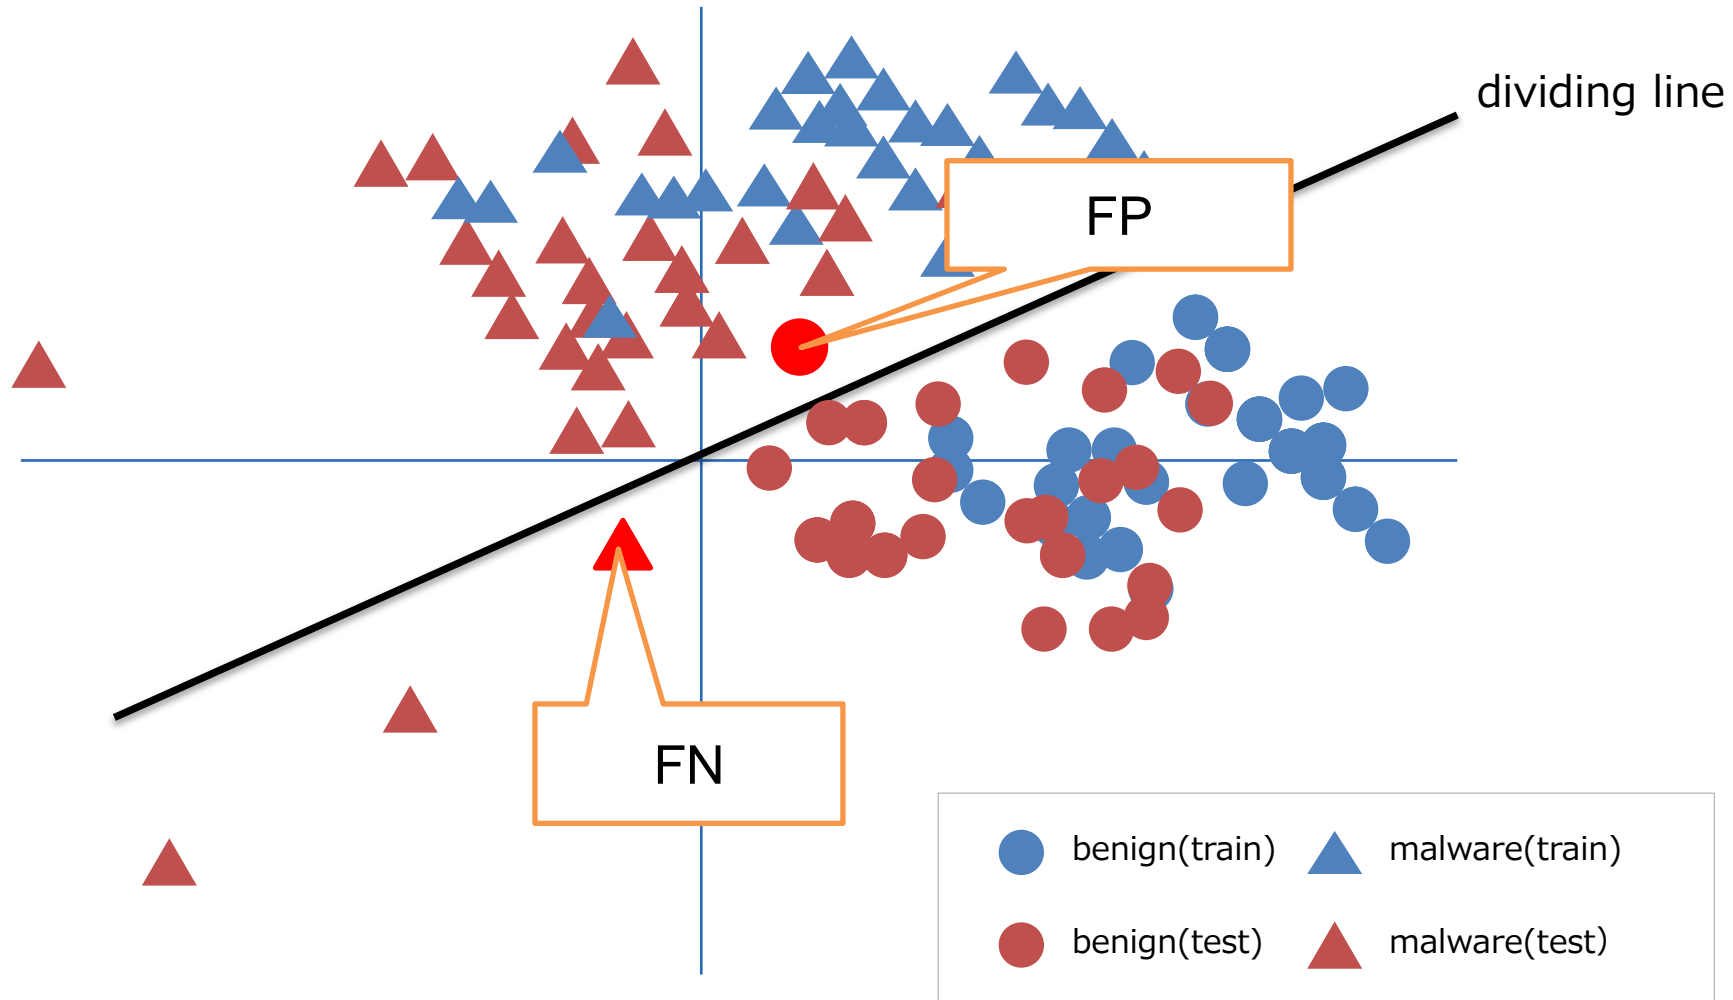 dividing line
FP
FN
benign(train)
malware(train)
benign(test)
malware(test)